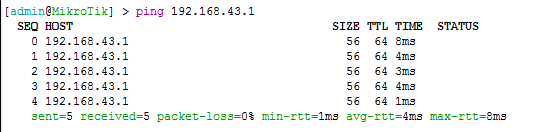 [admin@MikroTik] > ping 192.168.43.1
SEQ HOST SIZE TTL TIME STATUS
0 192.168.43.1 56 64 8ms
1 192.168.43.1 56 64 4ms
2 192.168.43.1 56 64 3ms
3 192.168.43.1 56 64 4ms
4 192.168.43.1 56 64 1ms
sent=5 received=5 packet-loss=0% min-rtt=1ms avg-rtt=4ms max-rtt=8ms